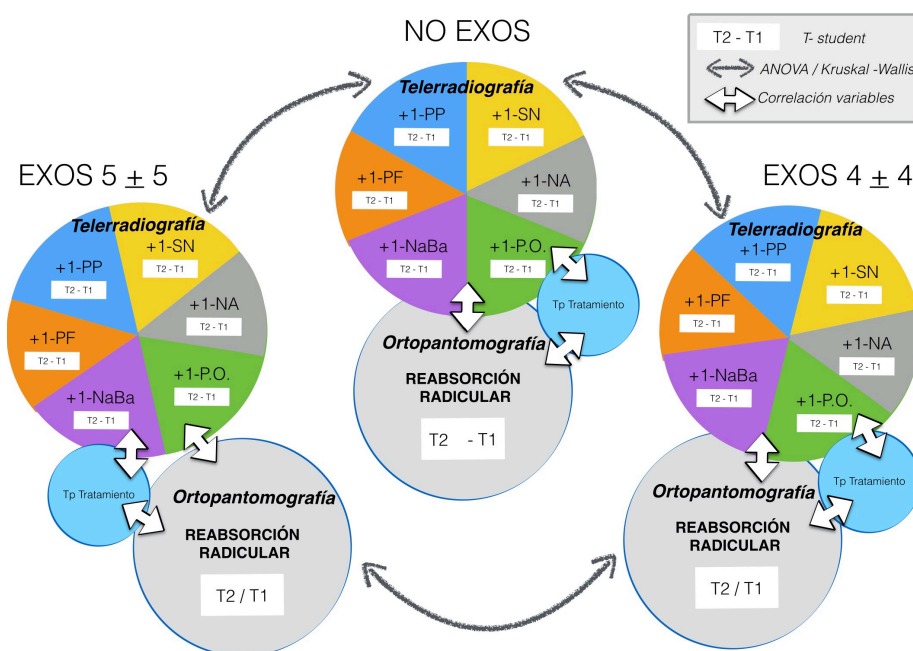 NO EXOS
T2 - T1
T- student
ANOVA / Kruskal -Wallis
Correlación variables
Telerradiografía
+1-PP
T2 - T1
+1-SN
T2 - T1
+1-PF
T2 - T1
+1-NA
T2 - T1
+1-NaBa
T2 - T1
+1-P.O.
T2 - T1
Tp Tratamiento
Ortopantomografía
REABSORCIÓN
RADICULAR
T2 - T1
EXOS 5 ± 5
Telerradiografía
+1-PP
T2 - T1
+1-SN
T2 - T1
+1-PF
T2 - T1
+1-NA
T2 - T1
+1-NaBa
T2 - T1
+1-P.O.
T2 - T1
Tp Tratamiento
Ortopantomografía
REABSORCIÓN
RADICULAR
T2 / T1
EXOS 4 ± 4
Telerradiografía
+1-PP
T2 - T1
+1-SN
T2 - T1
+1-PF
T2 - T1
+1-NA
T2 - T1
+1-NaBa
T2 - T1
+1-P.O.
T2 - T1
Tp Tratamiento
Ortopantomografía
REABSORCIÓN
RADICULAR
T2 / T1